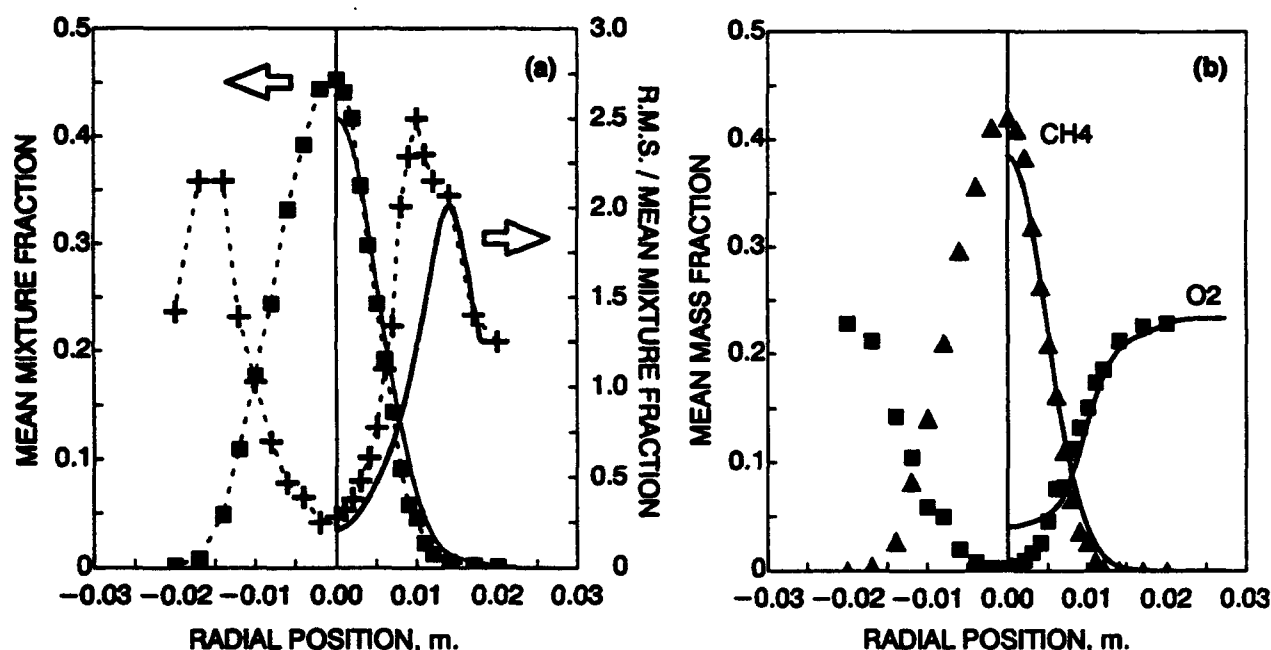 (a)
MEAN MIXTURE FRACTION
0.5
0.4
0.3
0.2
0.1
0
3.0
2.5
2.0
1.5
1.0
0.5
0
R.M.S. / MEAN MIXTURE FRACTION
−0.03 −0.02 −0.01 0.00 0.01 0.02 0.03
RADIAL POSITION, m.
(b)
MEAN MASS FRACTION
0.5
0.4
0.3
0.2
0.1
0
CH4
O2
−0.03 −0.02 −0.01 0.00 0.01 0.02 0.03
RADIAL POSITION, m.